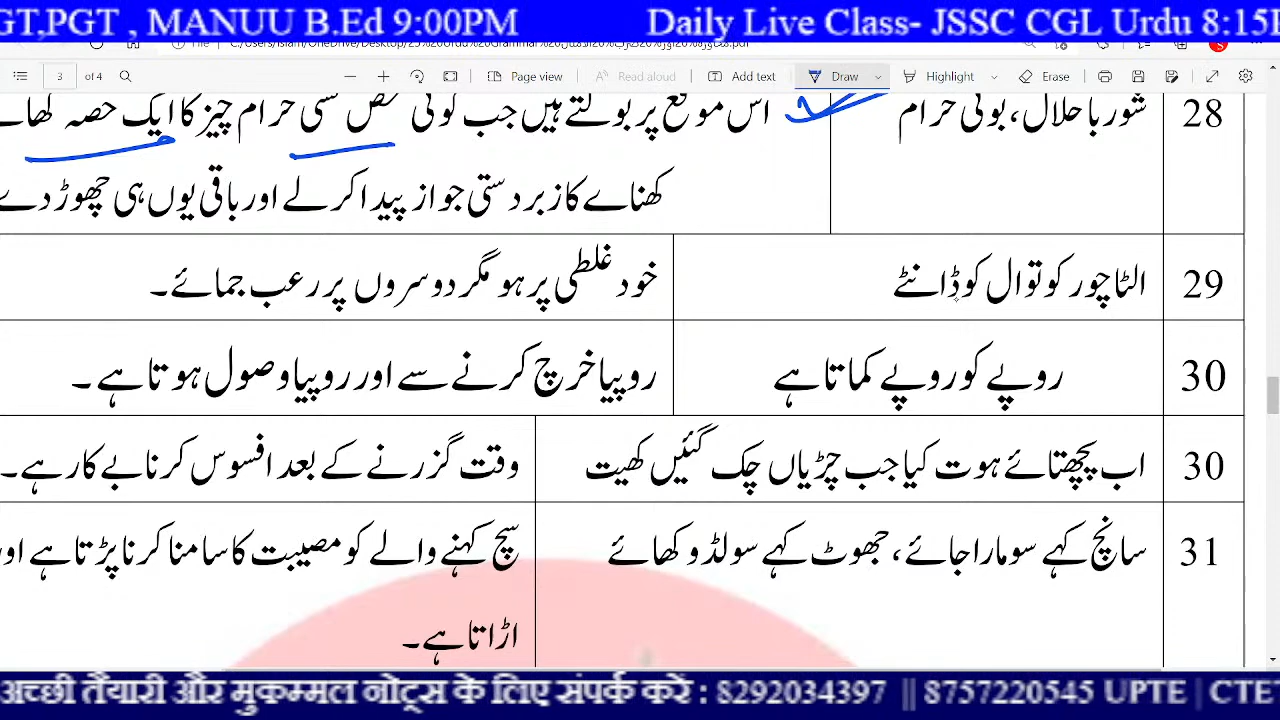 GT,PGT , MANUU B.Ed 9:00PM Daily Live Class- JSSC CGL Urdu 8:15
3 of 4 Page view Read aloud Add text Draw Highlight Erase
28 شوربا حلال، بوٹی حرام اس موقع پر بولتے ہیں جب کوئی شخص کسی حرام چیز کا ایک حصہ کھانے
کھناے کا زبردستی جواز پیدا کرلے اور باقی یوں ہی چھوڑ دے
29 الٹا چور کوتوال کو ڈانٹے خود غلطی پر ہو مگر دوسروں پر رعب جمائے۔
30 روپے کو روپے کماتا ہے روپیا خرچ کرنے سے اور روپیا وصول ہوتا ہے۔
30 اب پچھتائے ہوت کیا جب چڑیاں چک گئیں کھیت وقت گزرنے کے بعد افسوس کرنا بے کار ہے۔
31 سانچ کہے سو مارا جائے، جھوٹ کہے سو لڈو کھائے سچ کہنے والے کو مصیبت کا سامنا کرنا پڑتا ہے اور
اڑاتا ہے۔
अच्छी तैयारी और मुकम्मल नोट्स के लिए संपर्क करें : 8292034397 || 8757220545 UPTE | CTE